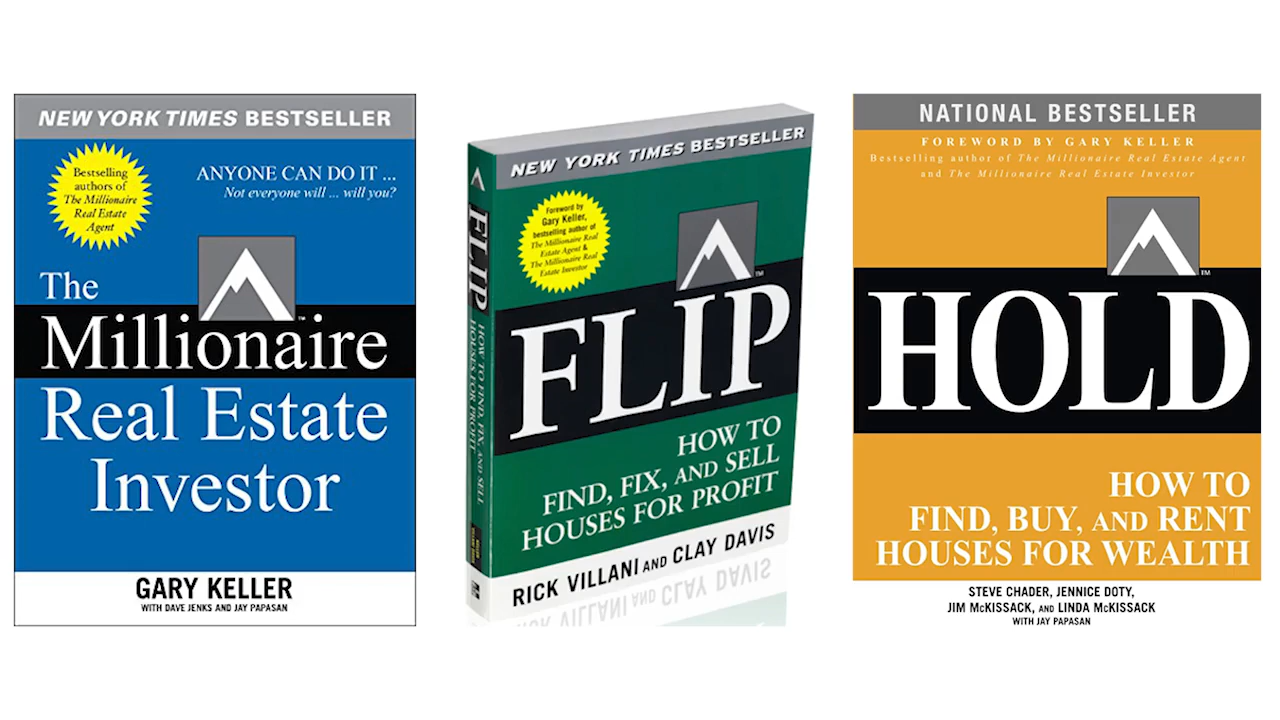 NEW YORK TIMES BESTSELLER
Bestselling
authors of
The Millionaire
Real Estate
Agent
ANYONE CAN DO IT ...
Not everyone will ... will you?
The
Millionaire
Real Estate
Investor
GARY KELLER
WITH DAVE JENKS AND JAY PAPASAN
FLIP
HOW TO FIND, FIX, AND SELL
HOUSES FOR PROFIT
NEW YORK TIMES BESTSELLER
Foreword by
Gary Keller,
bestselling author of
The Millionaire Real
Estate Agent &
The Millionaire Real
Estate Investor
TM
FLIP
HOW TO
FIND, FIX, AND SELL
HOUSES FOR PROFIT
RICK VILLANI AND CLAY DAVIS
NATIONAL BESTSELLER
FOREWORD BY GARY KELLER
Bestselling author of The Millionaire Real Estate Agent
and The Millionaire Real Estate Investor
TM
HOLD
HOW TO
FIND, BUY, AND RENT
HOUSES FOR WEALTH
STEVE CHADER, JENNICE DOTY,
JIM McKISSACK, AND LINDA McKISSACK
WITH JAY PAPASAN